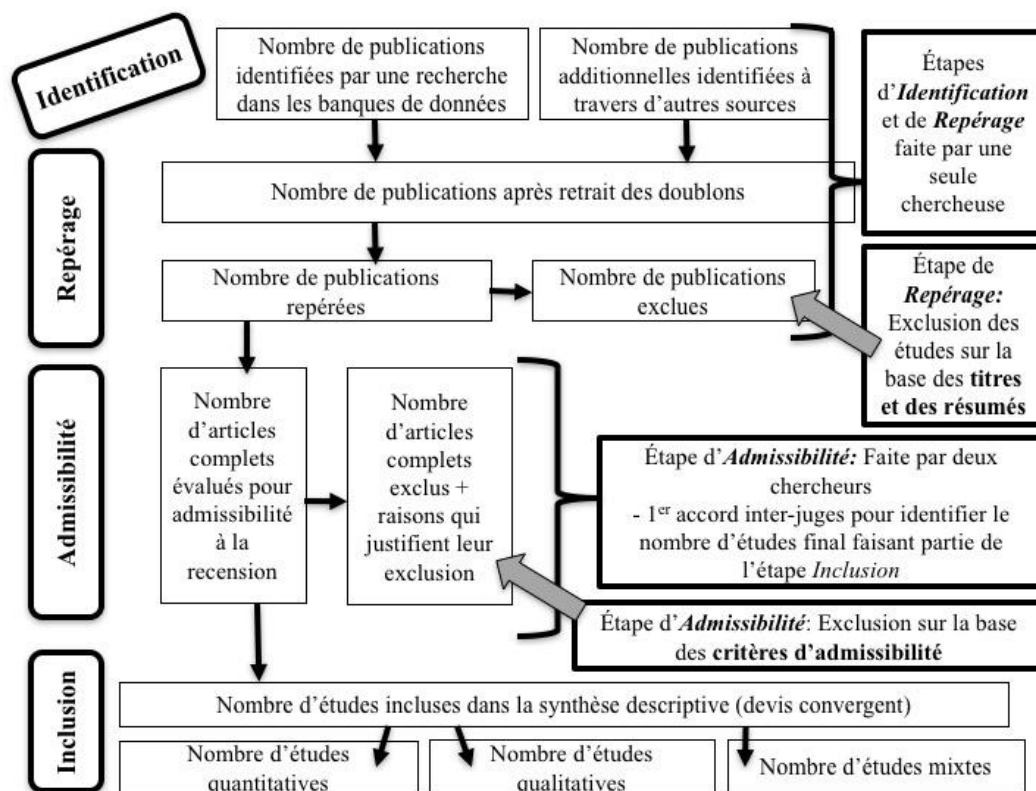 Identification
Nombre de publications
identifiées par une recherche
dans les banques de données
Nombre de publications
additionnelles identifiées à
travers d'autres sources
Étapes
d'Identification
et de Repérage
faite par une
seule
chercheuse
Repérage
Nombre de publications après retrait des doublons
Nombre de publications
repérées
Nombre de publications
exclues
Étape de
Repérage:
Exclusion des
études sur la
base des titres
et des résumés
Admissibilité
Nombre
d'articles
complets
évalués pour
admissibilité
à la
recension
Nombre
d'articles
complets
exclus +
raisons qui
justifient leur
exclusion
Étape d'Admissibilité: Faite par deux
chercheurs
- 1er accord inter-juges pour identifier le
nombre d'études final faisant partie de
l'étape Inclusion
Étape d'Admissibilité: Exclusion sur la base
des critères d'admissibilité
Inclusion
Nombre d'études incluses dans la synthèse descriptive (devis convergent)
Nombre d'études
quantitatives
Nombre d'études
qualitatives
Nombre d'études mixtes